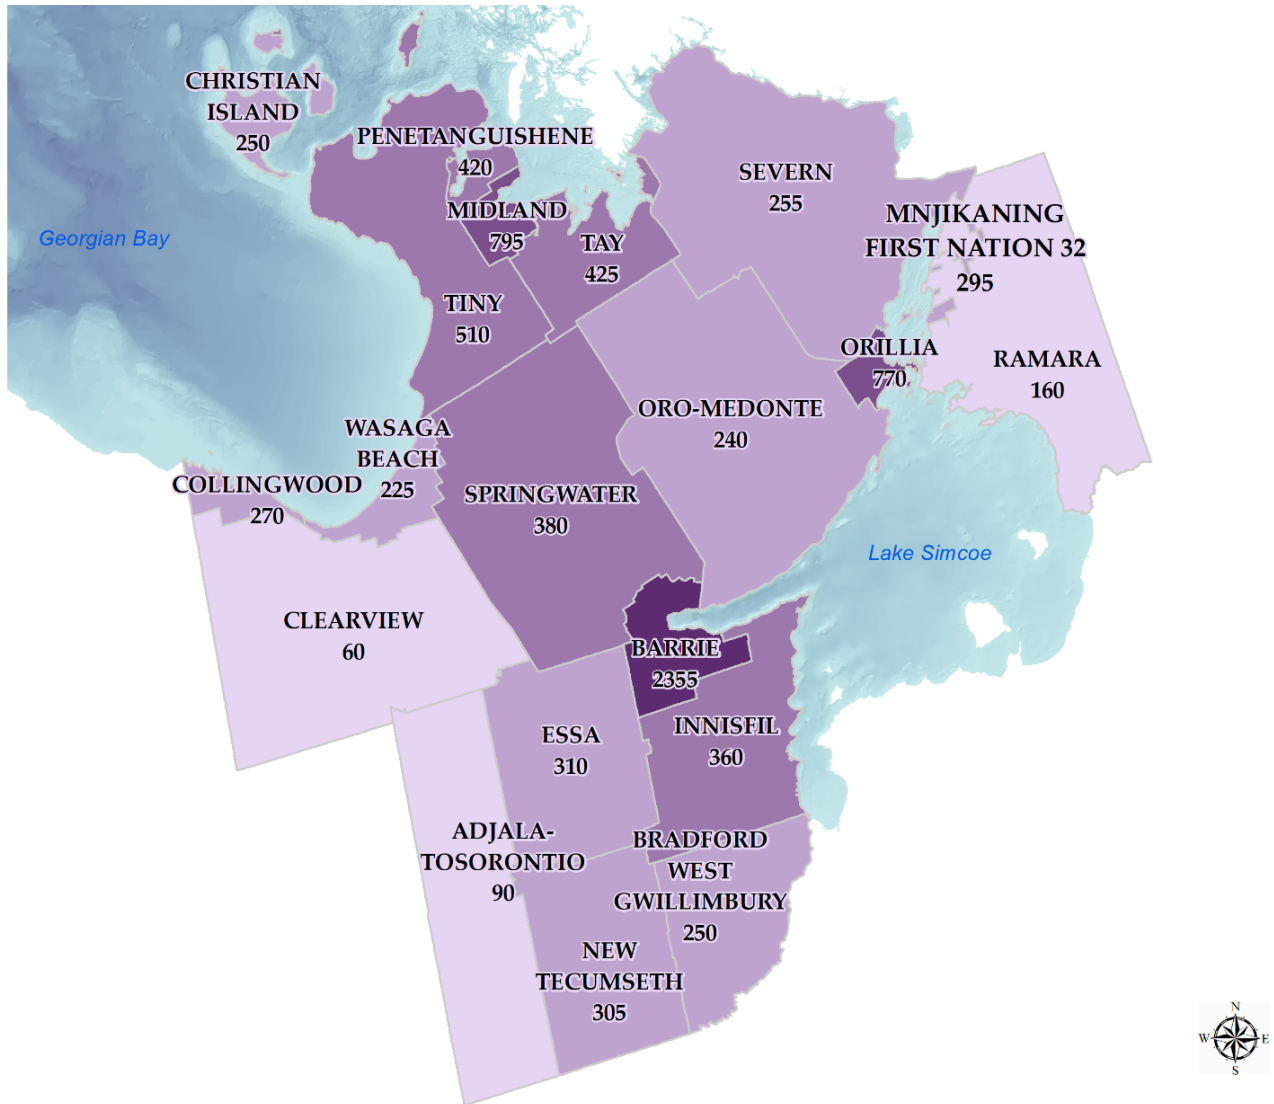 CHRISTIAN
ISLAND
250
PENETANGUISHENE
420
SEVERN
255
MIDLAND
795
MNJIKANING
FIRST NATION 32
295
Georgian Bay
TAY
425
TINY
510
ORILLIA
770
RAMARA
160
ORO-MEDONTE
240
WASAGA
BEACH
225
COLLINGWOOD
270
SPRINGWATER
380
Lake Simcoe
CLEARVIEW
60
BARRIE
2355
ESSA
310
INNISFIL
360
ADJALA-
TOSORONTIO
90
BRADFORD
WEST
GWILLIMBURY
250
NEW
TECUMSETH
305
N
W E
S